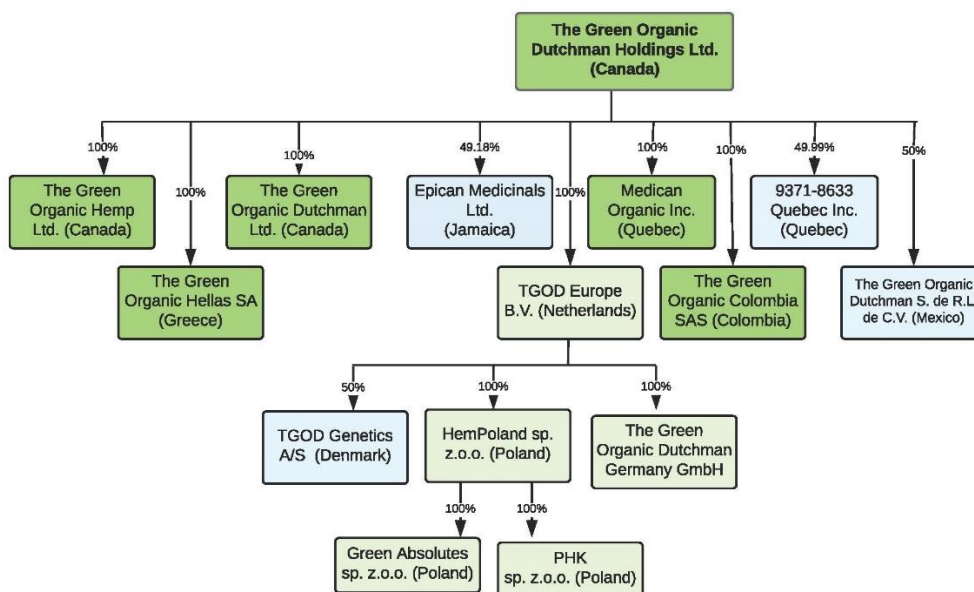 The Green Organic
Dutchman Holdings Ltd.
(Canada)
100%
100%
100%
49.18%
100%
100%
100%
49.99%
50%
The Green
Organic Hemp
Ltd. (Canada)
The Green
Organic Dutchman
Ltd. (Canada)
Epican Medicinals
Ltd.
(Jamaica)
Medican
Organic Inc.
(Quebec)
9371-8633
Quebec Inc.
(Quebec)
The Green
Organic Hellas SA
(Greece)
TGOD Europe
B.V. (Netherlands)
The Green
Organic Colombia
SAS (Colombia)
The Green Organic
Dutchman S. de R.L.
de C.V. (Mexico)
50%
100%
100%
TGOD Genetics
A/S (Denmark)
HemPoland sp.
z.o.o. (Poland)
The Green
Organic Dutchman
Germany GmbH
100%
100%
Green Absolutes
sp. z.o.o. (Poland)
PHK
sp. z.o.o. (Poland)